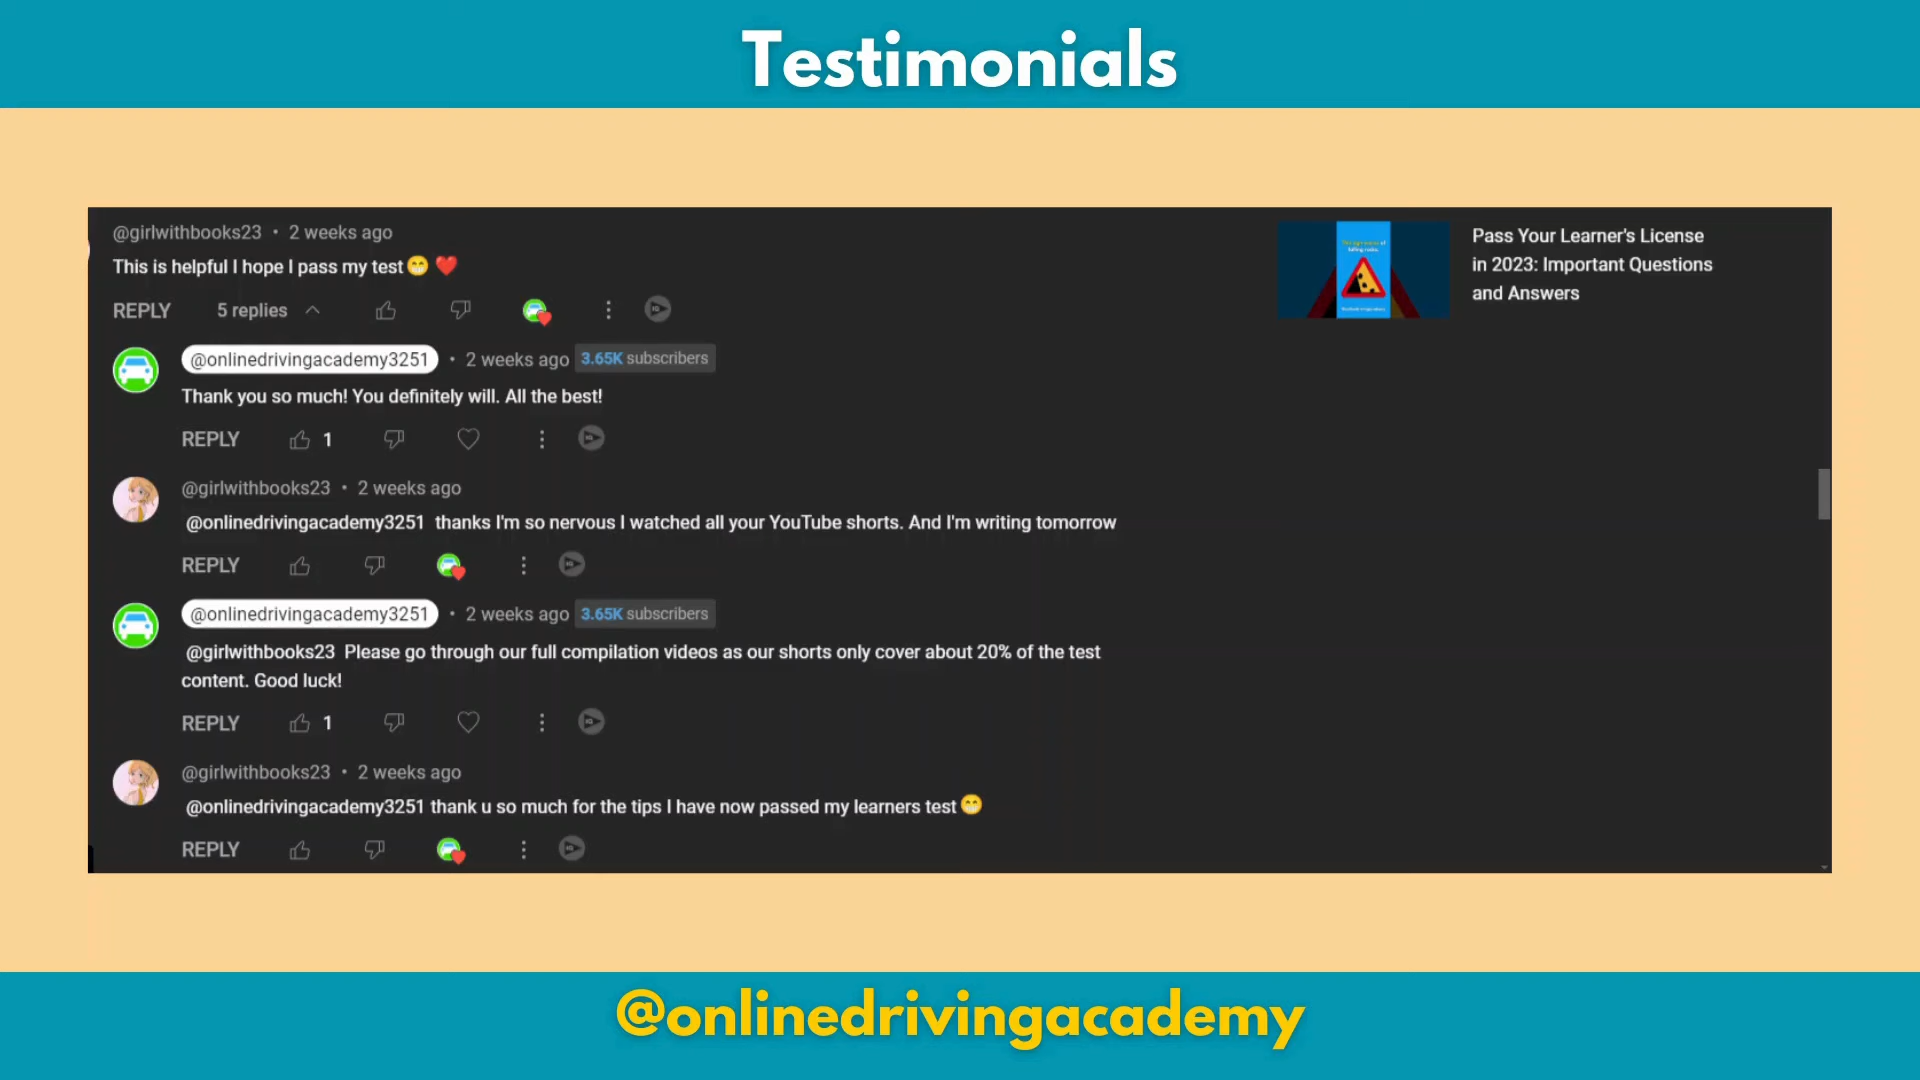 Testimonials
@girlwithbooks23 • 2 weeks ago
This is helpful I hope I pass my test😁 ❤️
REPLY 5 replies
Pass Your Learner's License
in 2023: Important Questions
and Answers
@onlinedrivingacademy3251 • 2 weeks ago 3.65K subscribers
Thank you so much! You definitely will. All the best!
REPLY 1
@girlwithbooks23 • 2 weeks ago
@onlinedrivingacademy3251 thanks I'm so nervous I watched all your YouTube shorts. And I'm writing tomorrow
REPLY
@onlinedrivingacademy3251 • 2 weeks ago 3.65K subscribers
@girlwithbooks23 Please go through our full compilation videos as our shorts only cover about 20% of the test
content. Good luck!
REPLY 1
@girlwithbooks23 • 2 weeks ago
@onlinedrivingacademy3251 thank u so much for the tips I have now passed my learners test😁
REPLY
@onlinedrivingacademy